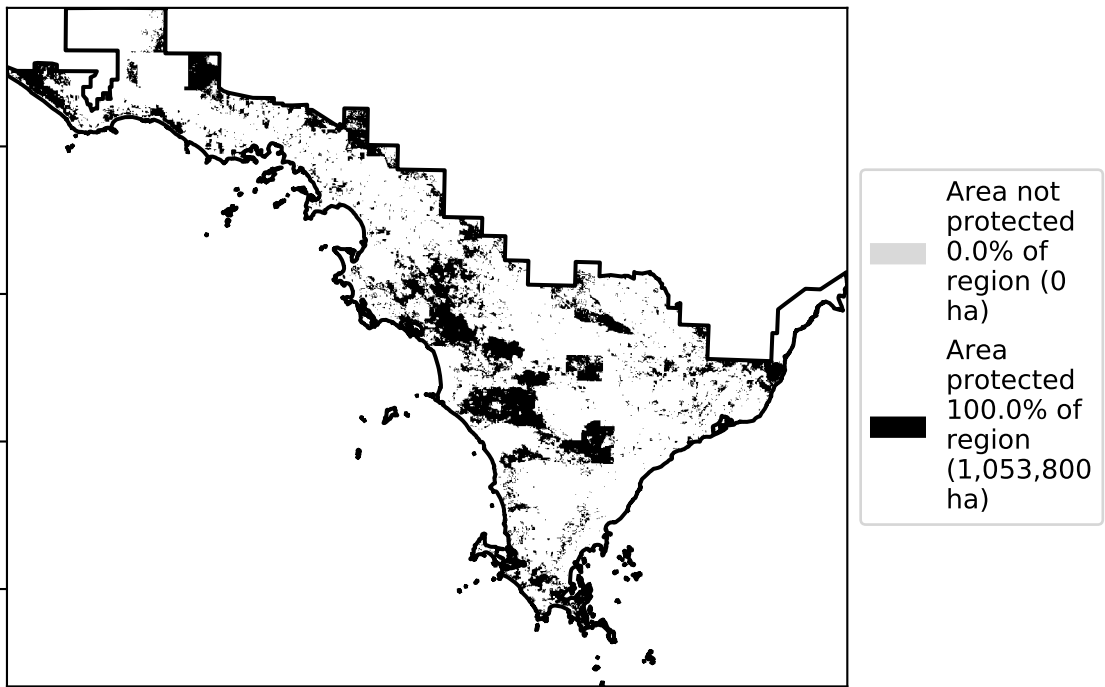 Area not
protected
0.0% of
region (0
ha)
Area
protected
100.0% of
region
(1,053,800
ha)